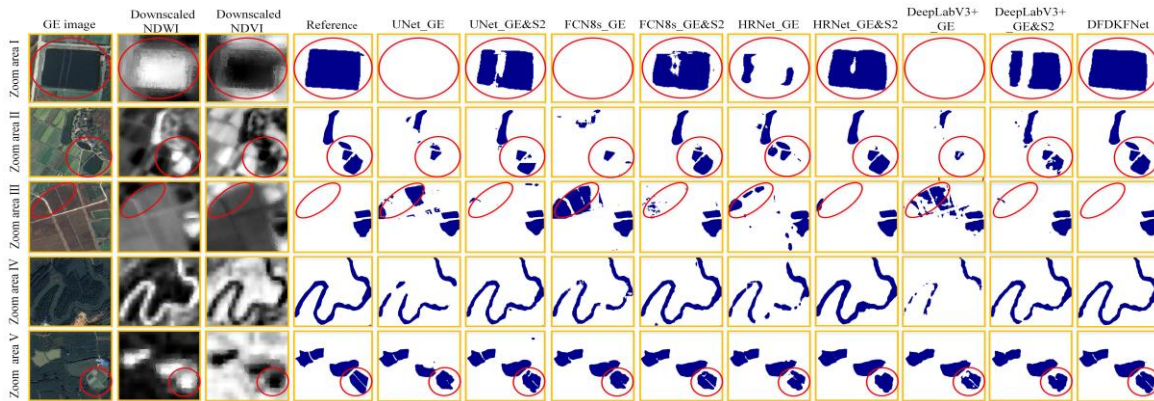 GE image
Downscaled
NDWI
Downscaled
NDVI
Reference
UNet_GE
UNet_GE&S2
FCN8s_GE
FCN8s_GE&S2
HRNet_GE
HRNet_GE&S2
DeepLabV3+
_GE
DeepLabV3+
_GE&S2
DFDKFNet
Zoom area I
Zoom area II
Zoom area III
Zoom area IV
Zoom area V